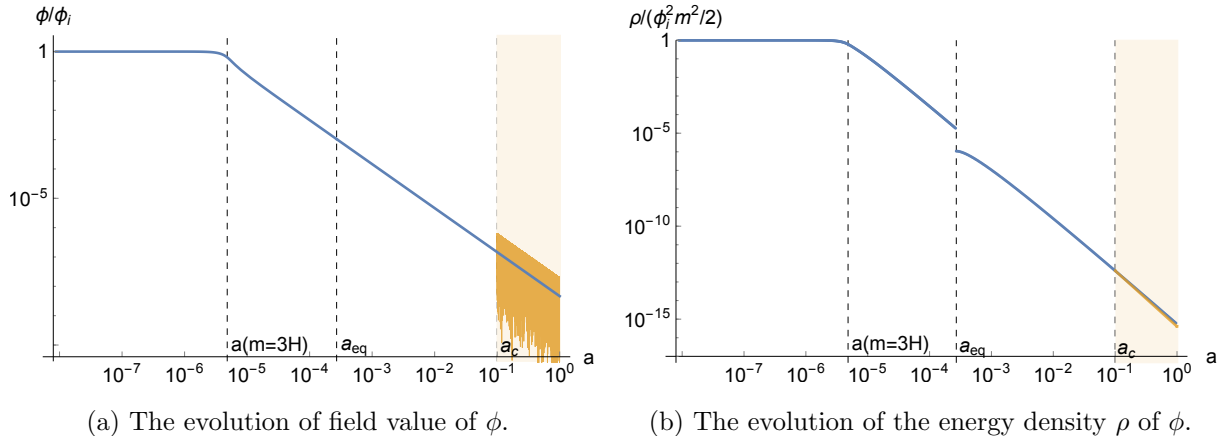 ϕ/ϕᵢ
1
10⁻⁵
a(m=3H)
a_eq
a_c
a
10⁻⁷ 10⁻⁶ 10⁻⁵ 10⁻⁴ 10⁻³ 10⁻² 10⁻¹ 10⁰
(a) The evolution of field value of ϕ.
ρ/(ϕᵢ²m²/2)
1
10⁻⁵
10⁻¹⁰
10⁻¹⁵
a(m=3H)
a_eq
a_c
a
10⁻⁷ 10⁻⁶ 10⁻⁵ 10⁻⁴ 10⁻³ 10⁻² 10⁻¹ 10⁰
(b) The evolution of the energy density ρ of ϕ.